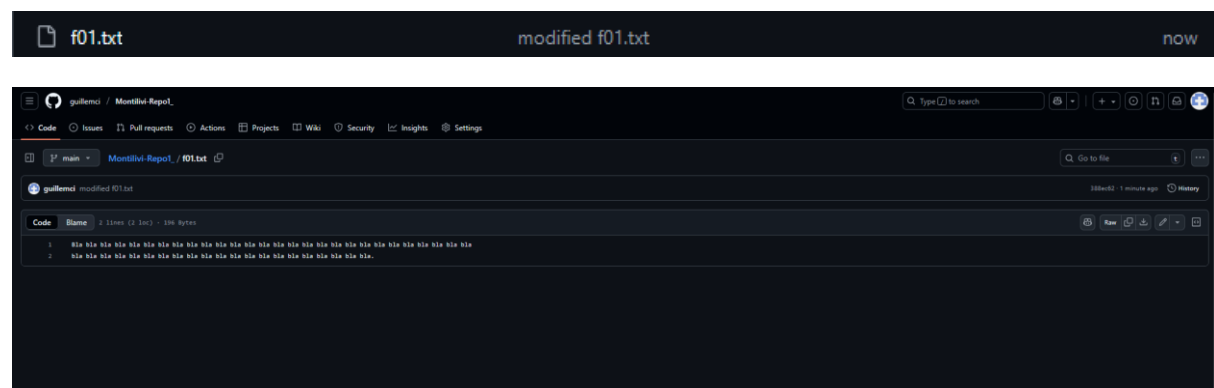 f01.txt modified f01.txt now
guillemci / Montilivi-Repo1_ Type / to search
Code Issues Pull requests Actions Projects Wiki Security Insights Settings
main Montilivi-Repo1_ / f01.txt Go to file t
guillemci modified f01.txt 388ec62 · 1 minute ago History
Code Blame 2 lines (2 loc) · 196 Bytes Raw
1 Bla bla bla bla bla bla bla bla bla bla bla bla bla bla bla bla bla bla bla bla bla bla bla bla bla bla bla bla
2 bla bla bla bla bla bla bla bla bla bla bla bla bla bla bla bla bla bla bla bla bla.